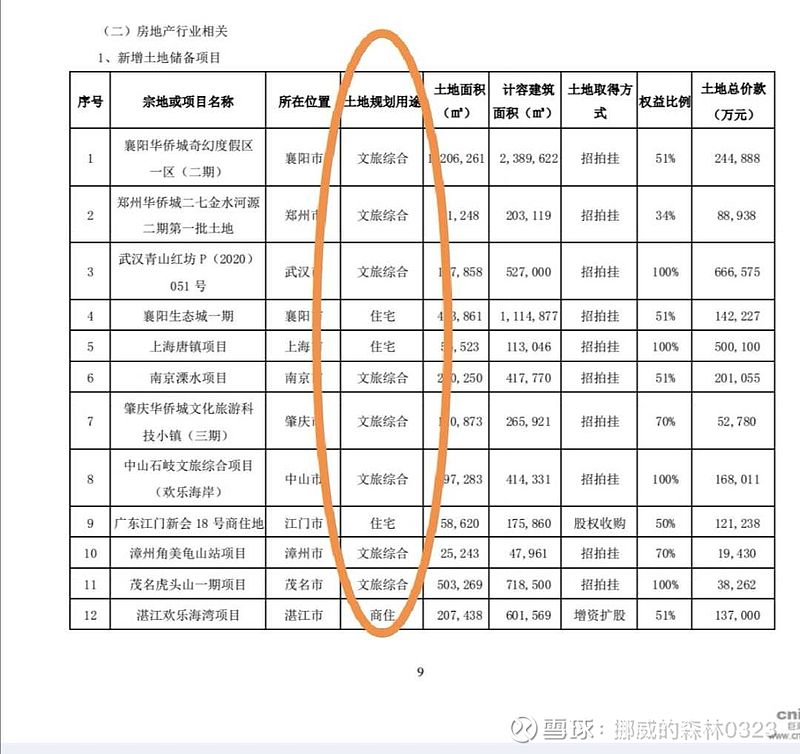 （二）房地产行业相关
1、新增土地储备项目
序号 宗地或项目名称 所在位置 土地规划用途 土地面积（㎡） 计容建筑面积（㎡） 土地取得方式 权益比例 土地总价款（万元）
1 襄阳华侨城奇幻度假区一区（二期） 襄阳市 文旅综合 206,261 2,389,622 招拍挂 51% 244,888
2 郑州华侨城二七金水河源二期第一批土地 郑州市 文旅综合 1,248 203,119 招拍挂 34% 88,938
3 武汉青山红坊 P（2020）051 号 武汉市 文旅综合 7,858 527,000 招拍挂 100% 666,575
4 襄阳生态城一期 襄阳 住宅 3,861 1,114,877 招拍挂 51% 142,227
5 上海唐镇项目 上海 住宅 ,523 113,046 招拍挂 100% 500,100
6 南京溧水项目 南京 文旅综合 0,250 417,770 招拍挂 51% 201,055
7 肇庆华侨城文化旅游科技小镇（三期） 肇庆市 文旅综合 0,873 265,921 招拍挂 70% 52,780
8 中山石岐文旅综合项目（欢乐海岸） 中山市 文旅综合 97,283 414,331 招拍挂 100% 168,011
9 广东江门新会 18 号商住地 江门市 住宅 58,620 175,860 股权收购 50% 121,238
10 漳州角美龟山站项目 漳州市 文旅综合 25,243 47,961 招拍挂 70% 19,430
11 茂名虎头山一期项目 茂名市 文旅综合 503,269 718,500 招拍挂 100% 38,262
12 湛江欢乐海湾项目 湛江市 商住 207,438 601,569 增资扩股 51% 137,000
9
雪球：挪威的森林0323